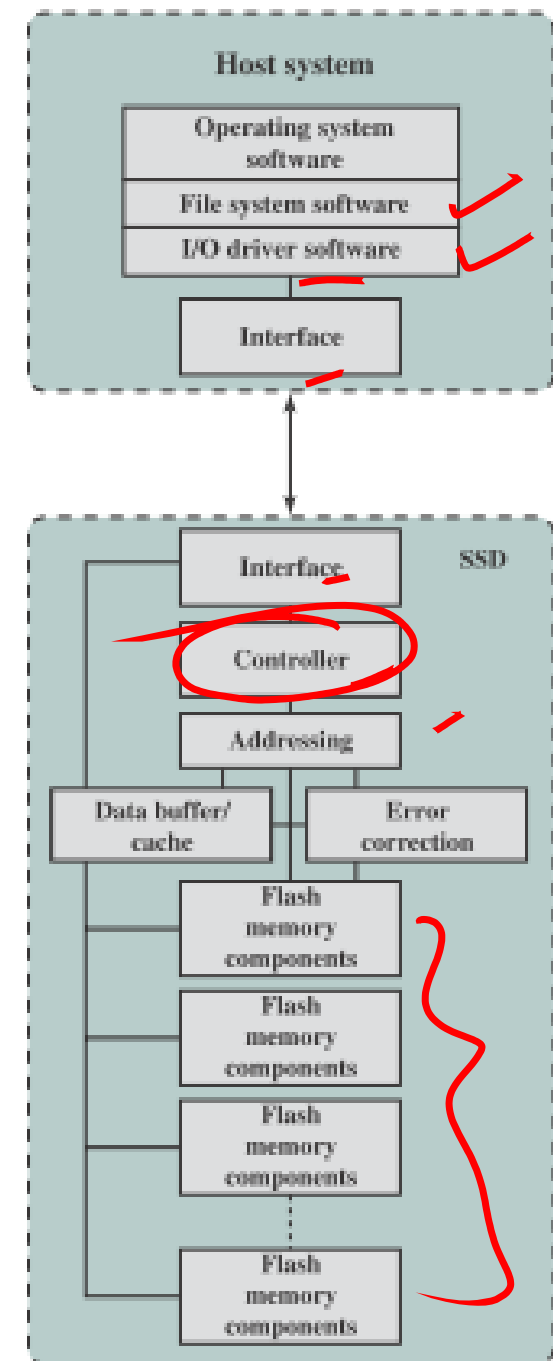 Host system
Operating system
software
File system software
I/O driver software
Interface
Interface
SSD
Controller
Addressing
Data buffer/
cache
Error
correction
Flash
memory
components
Flash
memory
components
Flash
memory
components
Flash
memory
components